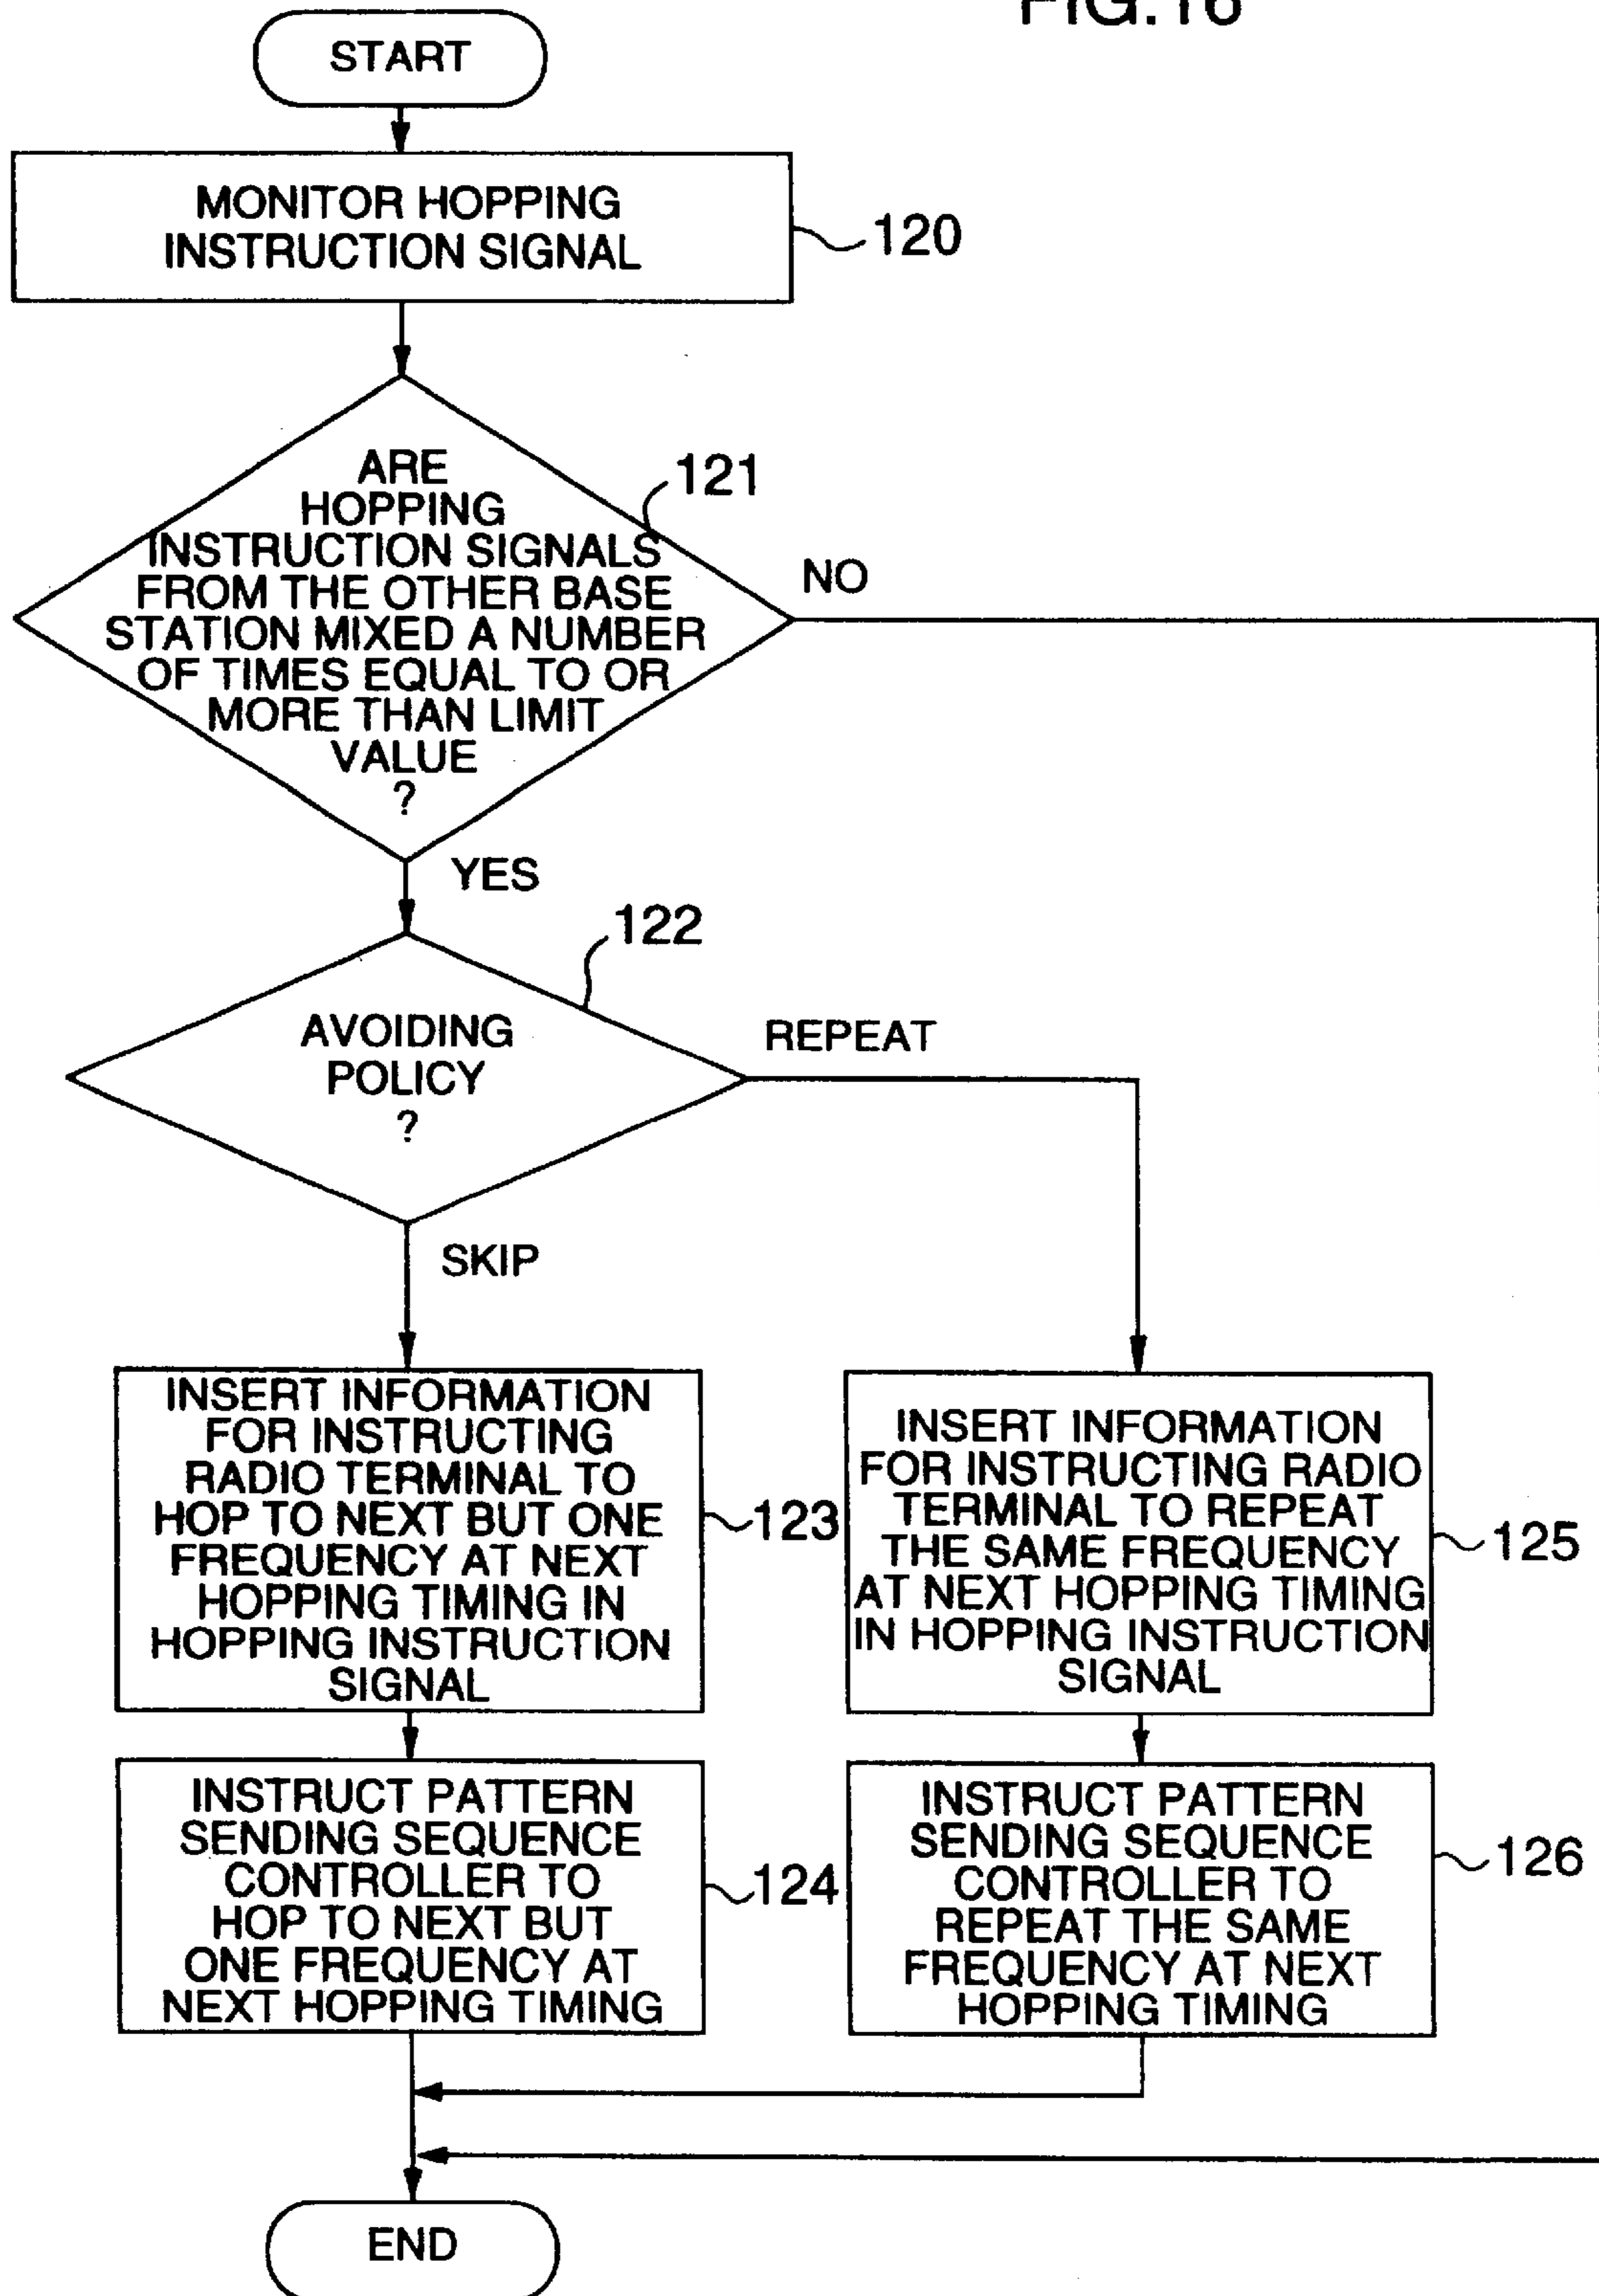 FIG.16
START
MONITOR HOPPING
INSTRUCTION SIGNAL
120
ARE
HOPPING
INSTRUCTION SIGNALS
FROM THE OTHER BASE
STATION MIXED A NUMBER
OF TIMES EQUAL TO OR
MORE THAN LIMIT
VALUE
?
121
NO
YES
122
AVOIDING
POLICY
?
REPEAT
SKIP
INSERT INFORMATION
FOR INSTRUCTING
RADIO TERMINAL TO
HOP TO NEXT BUT ONE
FREQUENCY AT NEXT
HOPPING TIMING IN
HOPPING INSTRUCTION
SIGNAL
123
INSERT INFORMATION
FOR INSTRUCTING RADIO
TERMINAL TO REPEAT
THE SAME FREQUENCY
AT NEXT HOPPING TIMING
IN HOPPING INSTRUCTION
SIGNAL
125
INSTRUCT PATTERN
SENDING SEQUENCE
CONTROLLER TO
HOP TO NEXT BUT
ONE FREQUENCY AT
NEXT HOPPING TIMING
124
INSTRUCT PATTERN
SENDING SEQUENCE
CONTROLLER TO
REPEAT THE SAME
FREQUENCY AT NEXT
HOPPING TIMING
126
END